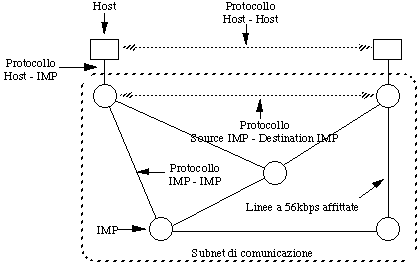 Host
Protocollo
Host - Host
Protocollo
Host - IMP
Protocollo
Source IMP - Destination IMP
Protocollo
IMP - IMP
Linee a 56kbps affittate
IMP
Subnet di comunicazione